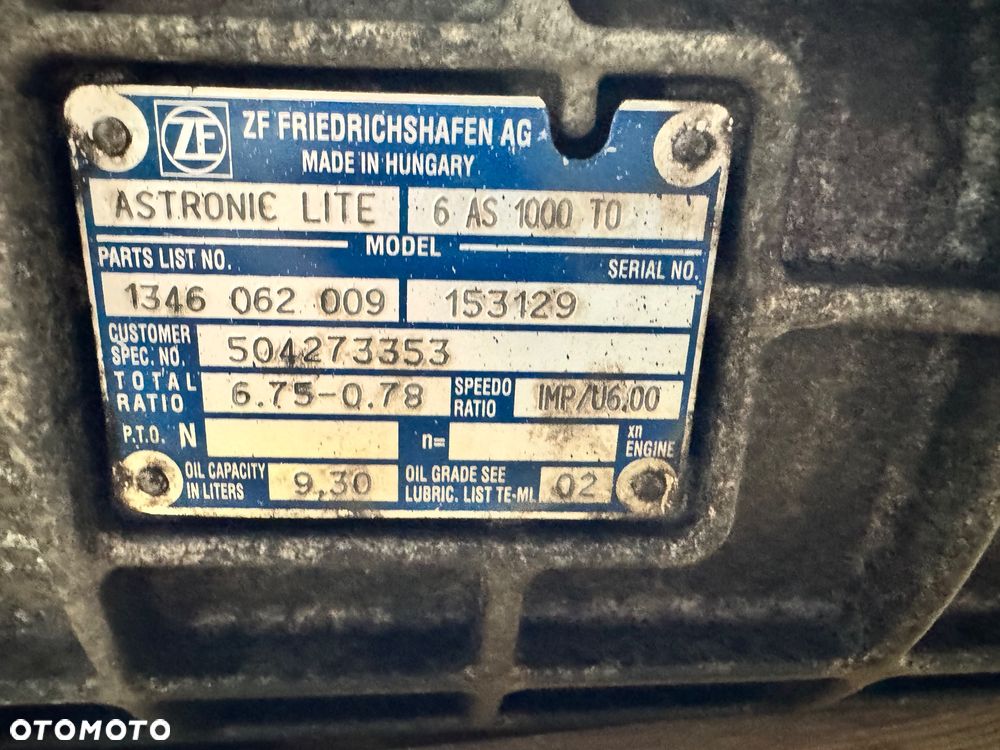 ZF
ZF FRIEDRICHSHAFEN AG
MADE IN HUNGARY
ASTRONIC LITE 6 AS 1000 TO
MODEL
PARTS LIST NO. SERIAL NO.
1346 062 009 153129
CUSTOMER SPEC. NO. 504273353
TOTAL RATIO 6.75-0.78 SPEEDO RATIO IMP/U6.00
P.T.O. N n= xn ENGINE
OIL CAPACITY IN LITERS 9,30 OIL GRADE SEE LUBRIC. LIST TE-ML 02
OTOMOTO